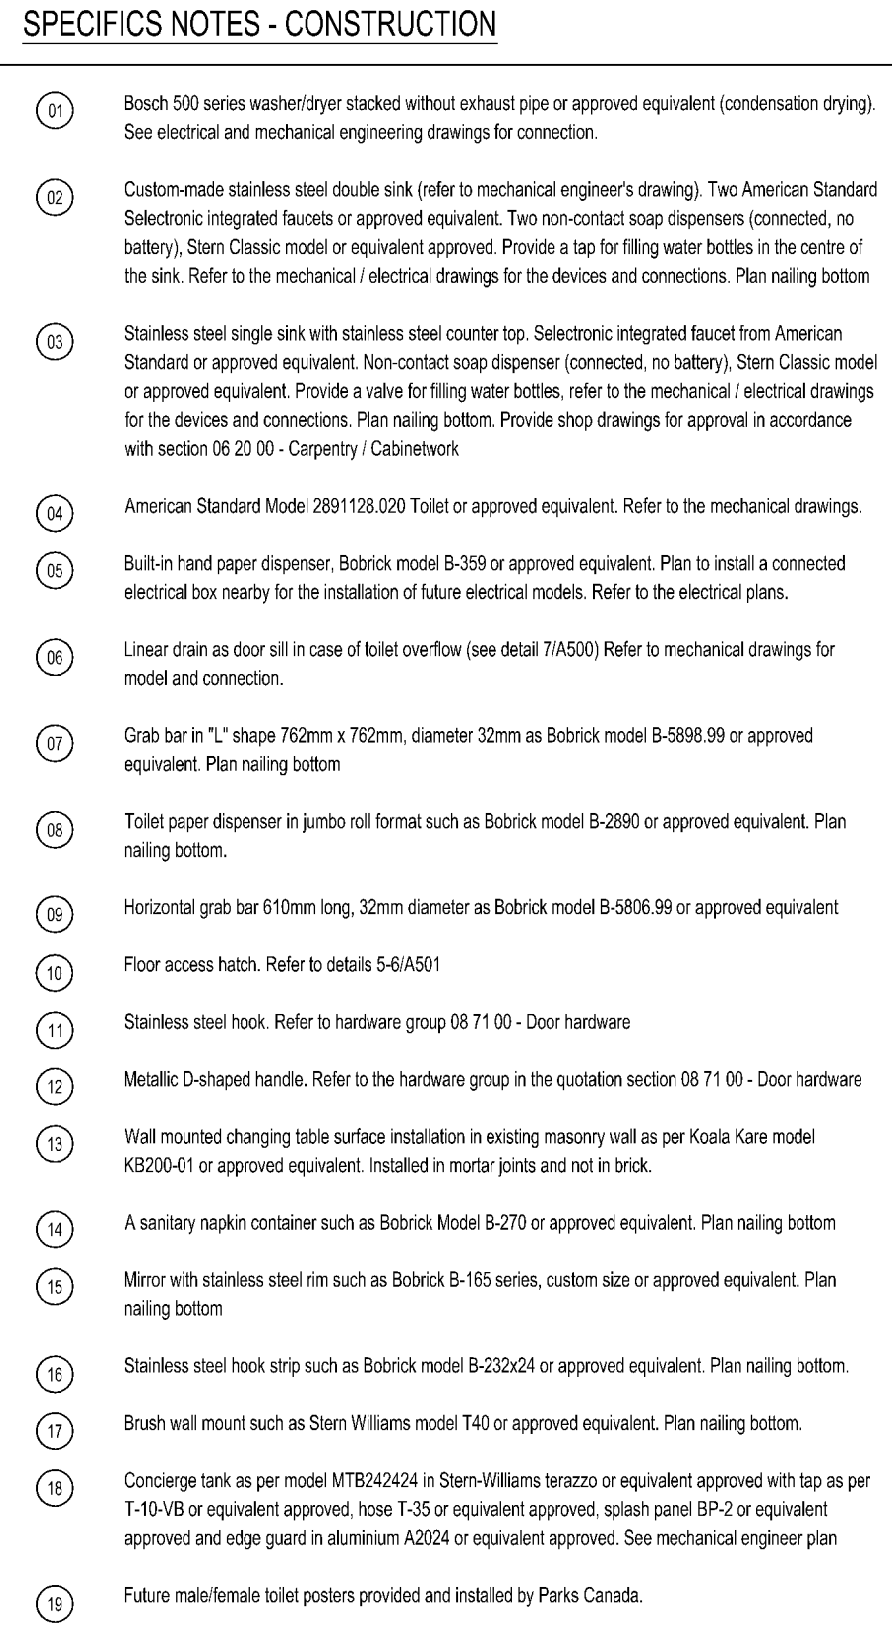 SPECIFICS NOTES - CONSTRUCTION
01 Bosch 500 series washer/dryer stacked without exhaust pipe or approved equivalent (condensation drying).
See electrical and mechanical engineering drawings for connection.
02 Custom-made stainless steel double sink (refer to mechanical engineer's drawing). Two American Standard
Selectronic integrated faucets or approved equivalent. Two non-contact soap dispensers (connected, no
battery), Stern Classic model or equivalent approved. Provide a tap for filling water bottles in the centre of
the sink. Refer to the mechanical / electrical drawings for the devices and connections. Plan nailing bottom
03 Stainless steel single sink with stainless steel counter top. Selectronic integrated faucet from American
Standard or approved equivalent. Non-contact soap dispenser (connected, no battery), Stern Classic model
or approved equivalent. Provide a valve for filling water bottles, refer to the mechanical / electrical drawings
for the devices and connections. Plan nailing bottom. Provide shop drawings for approval in accordance
with section 06 20 00 - Carpentry / Cabinetwork
04 American Standard Model 2891128.020 Toilet or approved equivalent. Refer to the mechanical drawings.
05 Built-in hand paper dispenser, Bobrick model B-359 or approved equivalent. Plan to install a connected
electrical box nearby for the installation of future electrical models. Refer to the electrical plans.
06 Linear drain as door sill in case of toilet overflow (see detail 7/A500) Refer to mechanical drawings for
model and connection.
07 Grab bar in "L" shape 762mm x 762mm, diameter 32mm as Bobrick model B-5898.99 or approved
equivalent. Plan nailing bottom
08 Toilet paper dispenser in jumbo roll format such as Bobrick model B-2890 or approved equivalent. Plan
nailing bottom.
09 Horizontal grab bar 610mm long, 32mm diameter as Bobrick model B-5806.99 or approved equivalent
10 Floor access hatch. Refer to details 5-6/A501
11 Stainless steel hook. Refer to hardware group 08 71 00 - Door hardware
12 Metallic D-shaped handle. Refer to the hardware group in the quotation section 08 71 00 - Door hardware
13 Wall mounted changing table surface installation in existing masonry wall as per Koala Kare model
KB200-01 or approved equivalent. Installed in mortar joints and not in brick.
14 A sanitary napkin container such as Bobrick Model B-270 or approved equivalent. Plan nailing bottom
15 Mirror with stainless steel rim such as Bobrick B-165 series, custom size or approved equivalent. Plan
nailing bottom
16 Stainless steel hook strip such as Bobrick model B-232x24 or approved equivalent. Plan nailing bottom.
17 Brush wall mount such as Stern Williams model T40 or approved equivalent. Plan nailing bottom.
18 Concierge tank as per model MTB242424 in Stern-Williams terazzo or equivalent approved with tap as per
T-10-VB or equivalent approved, hose T-35 or equivalent approved, splash panel BP-2 or equivalent
approved and edge guard in aluminium A2024 or equivalent approved. See mechanical engineer plan
19 Future male/female toilet posters provided and installed by Parks Canada.